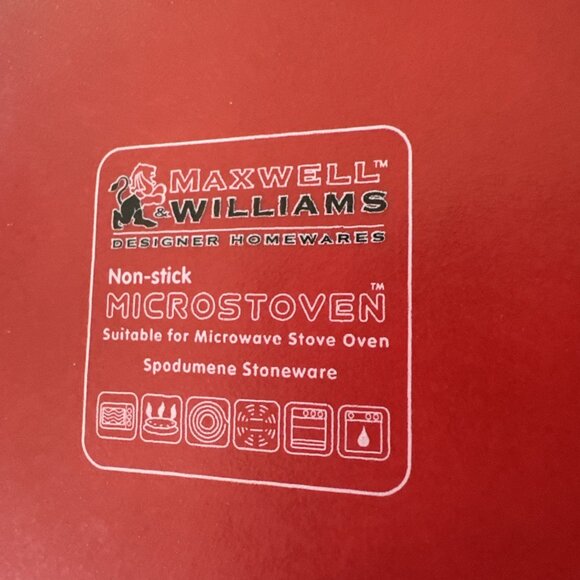 MAXWELL™
& WILLIAMS
DESIGNER HOMEWARES
Non-stick
MICROSTOVEN™
Suitable for Microwave Stove Oven
Spodumene Stoneware